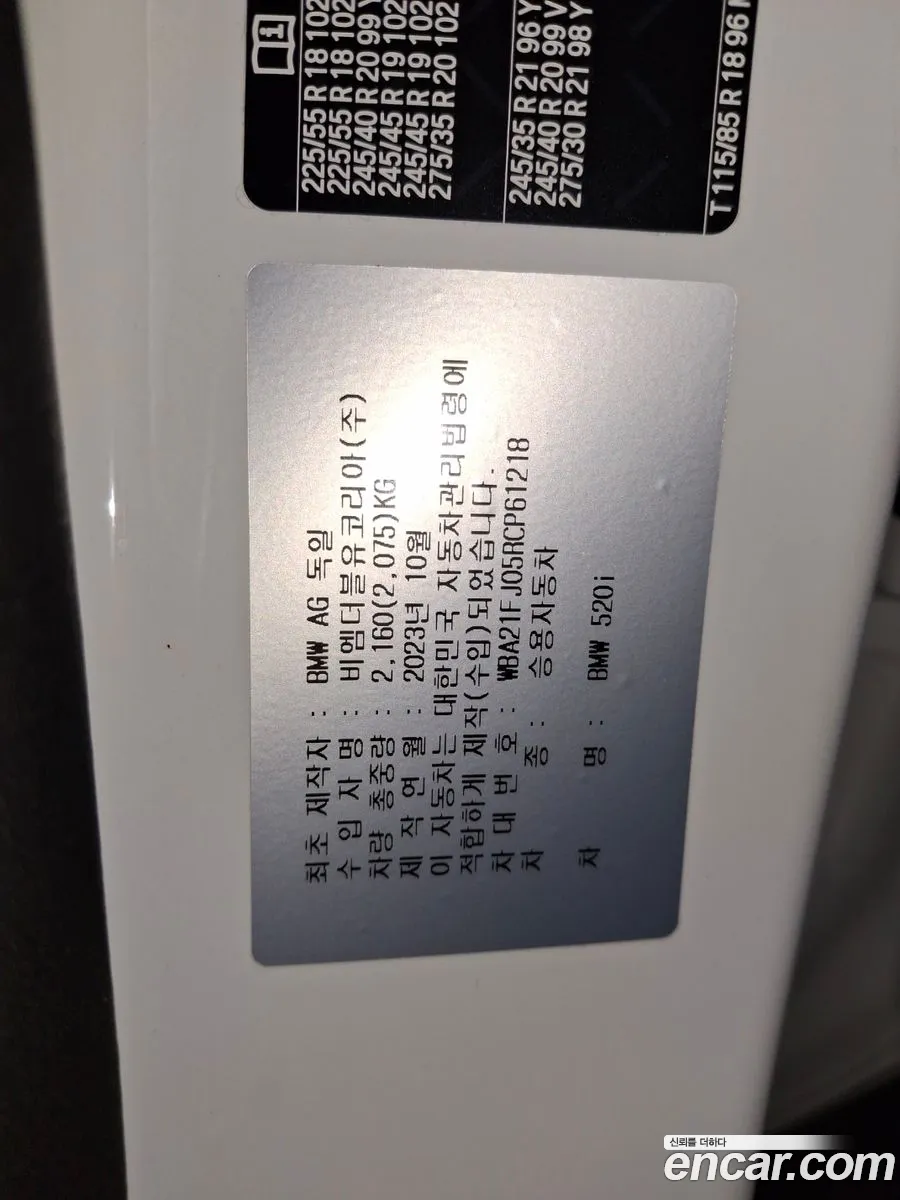 225/55 R 18 102
225/55 R 18 102
245/40 R 20 99 Y
245/45 R 19 102
245/45 R 19 102
275/35 R 20 102
245/35 R 21 96 Y
245/40 R 20 99 V
275/30 R 21 98 Y
T 115/85 R 18 96
최초 제작자 : BMW AG 독일
수 입 자 명 : 비엠더블유코리아(주)
차량 총중량 : 2,160(2,075)KG
제 작 연 월 : 2023년 10월
이 자동차는 대한민국 자동차관리법령에
적합하게 제작(수입)되었습니다.
차 대 번 호 : WBA21FJ05RCP61218
차 종 : 승용자동차
차 명 : BMW 520i
신뢰를 더하다
encar.com